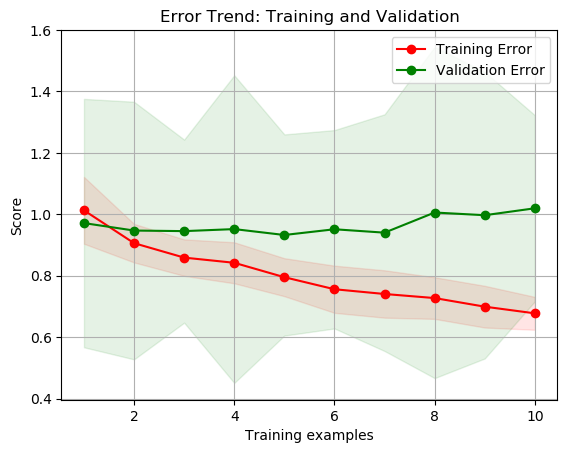 Error Trend: Training and Validation
Training Error
Validation Error
Score
1.6
1.4
1.2
1.0
0.8
0.6
0.4
2 4 6 8 10
Training examples